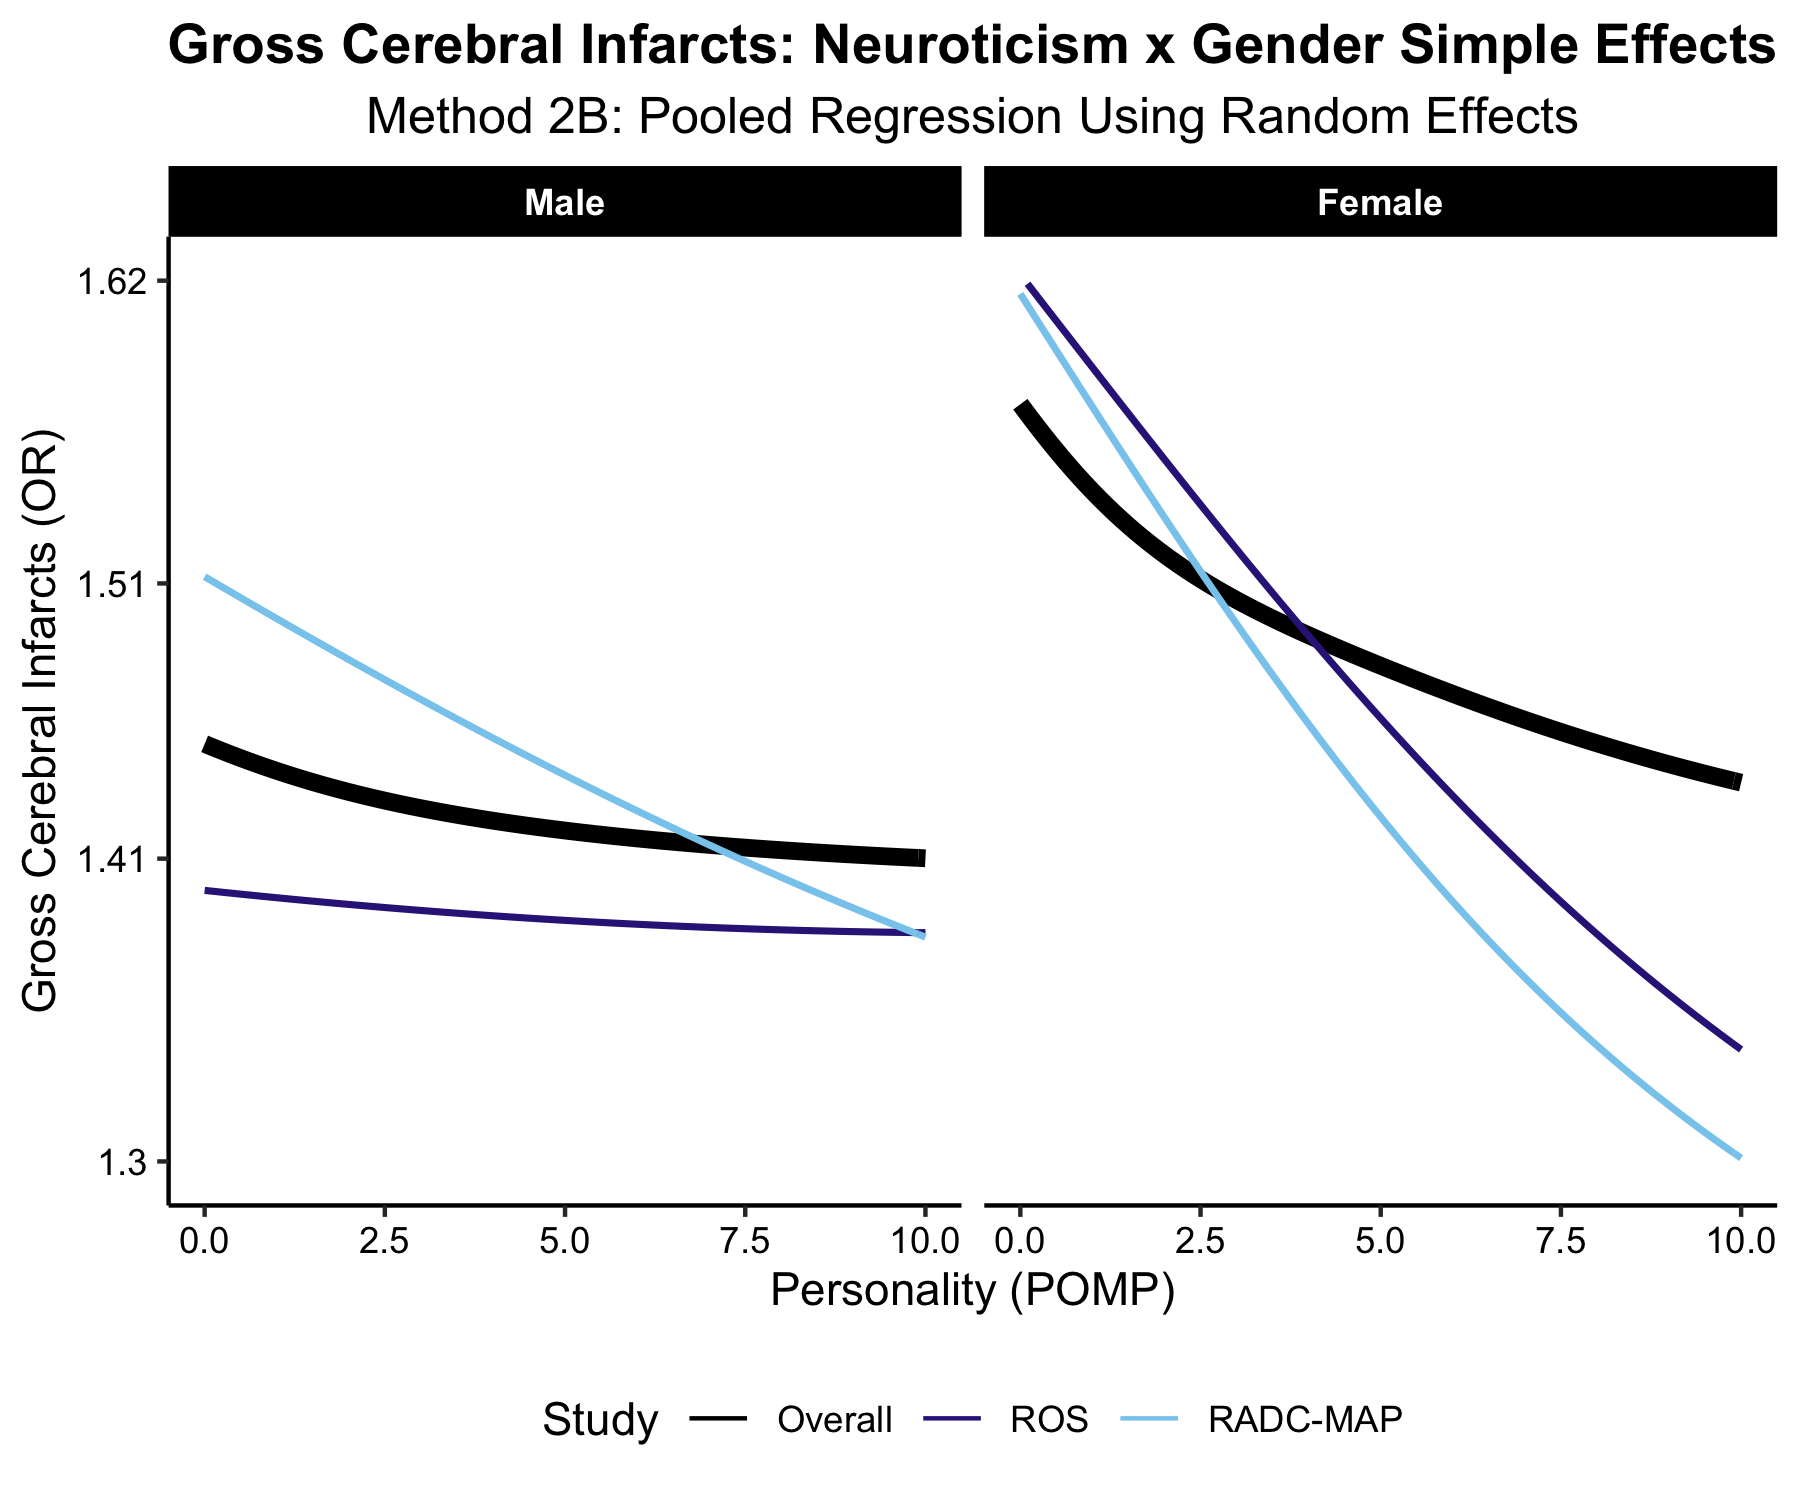 Gross Cerebral Infarcts: Neuroticism x Gender Simple Effects
Method 2B: Pooled Regression Using Random Effects
Male
Female
Gross Cerebral Infarcts (OR)
1.62
1.51
1.41
1.3
0.0 2.5 5.0 7.5 10.0
0.0 2.5 5.0 7.5 10.0
Personality (POMP)
Study Overall ROS RADC-MAP